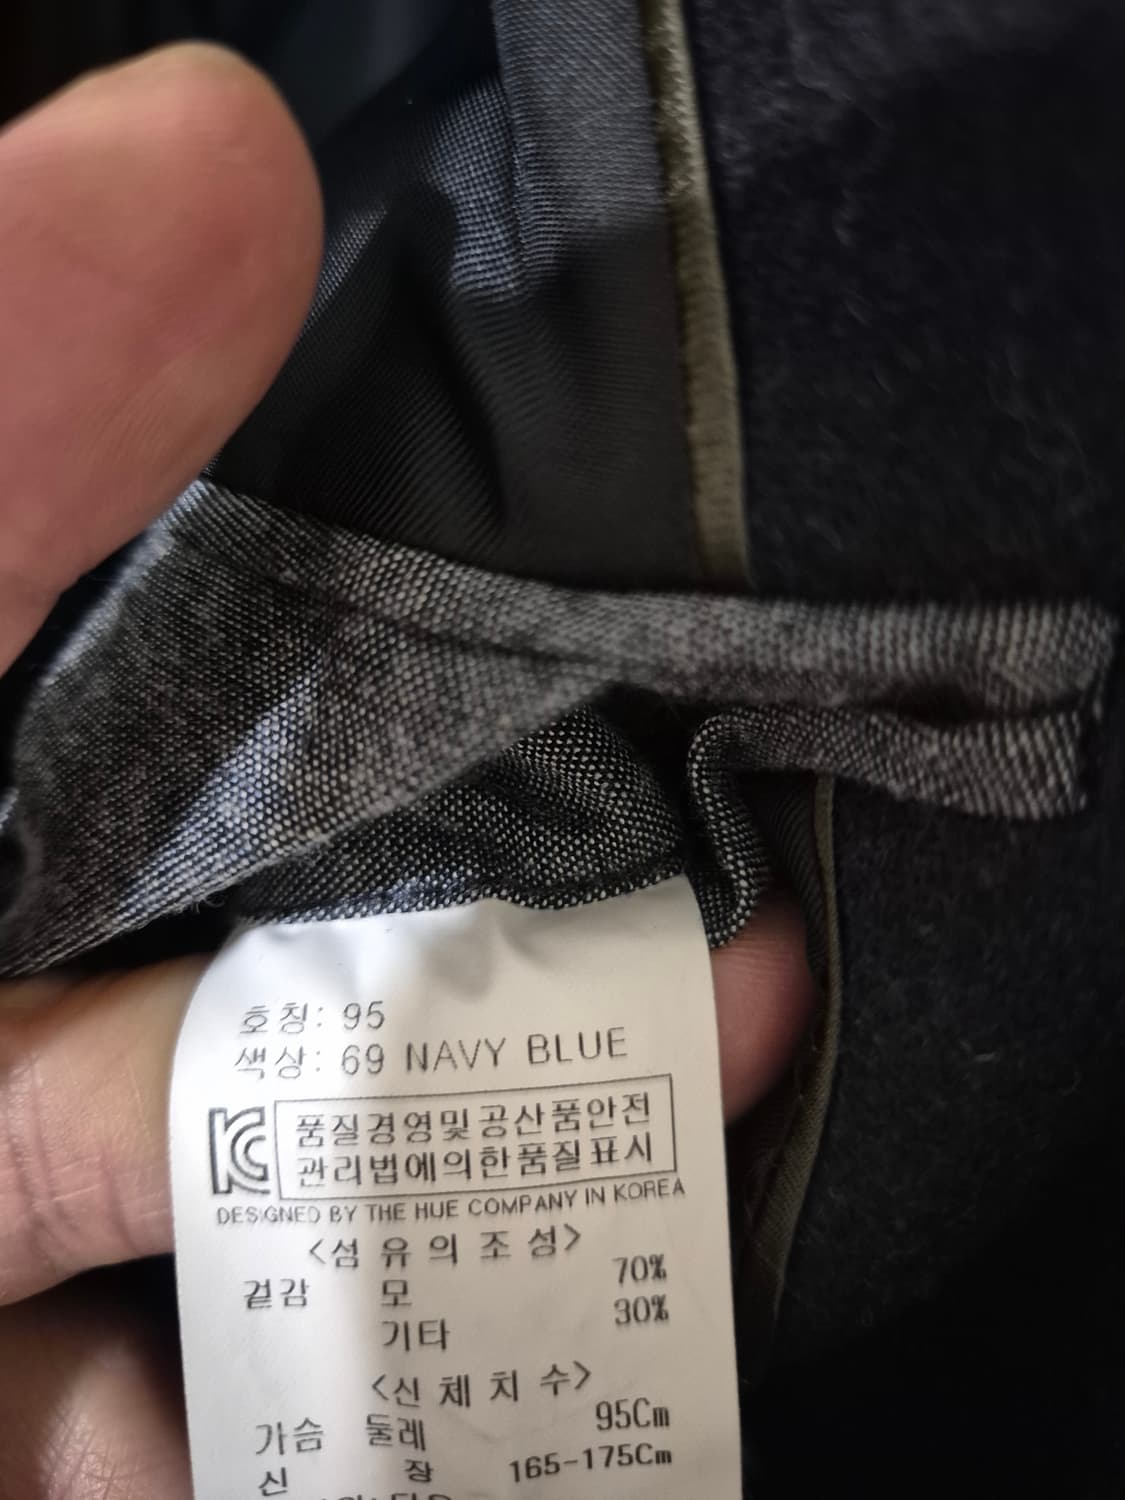 호칭: 95
색상: 69 NAVY BLUE
품질경영및공산품안전
관리법에의한품질표시
DESIGNED BY THE HUE COMPANY IN KOREA
<섬 유 의 조 성>
겉감 모 70%
기타 30%
<신 체 치 수>
가슴 둘레 95Cm
신 장 165-175Cm